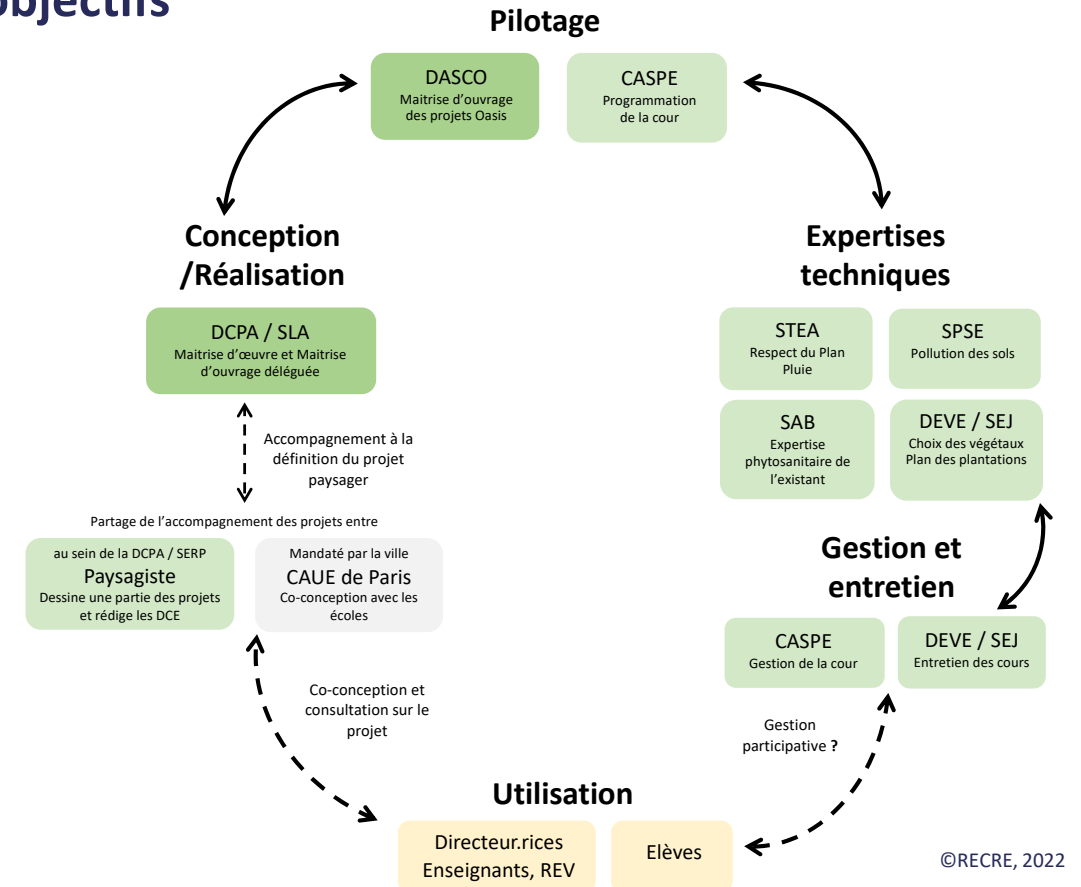 objectifs
Pilotage
DASCO
Maitrise d'ouvrage
des projets Oasis
CASPE
Programmation
de la cour
Conception
/Réalisation
DCPA / SLA
Maitrise d'œuvre et Maitrise
d'ouvrage déléguée
Accompagnement à la
définition du projet
paysager
Partage de l'accompagnement des projets entre
au sein de la DCPA / SERP
Paysagiste
Dessine une partie des projets
et rédige les DCE
Mandaté par la ville
CAUE de Paris
Co-conception avec les
écoles
Co-conception et
consultation sur le
projet
Expertises
techniques
STEA
Respect du Plan
Pluie
SPSE
Pollution des sols
SAB
Expertise
phytosanitaire de
l'existant
DEVE / SEJ
Choix des végétaux
Plan des plantations
Gestion et
entretien
CASPE
Gestion de la cour
DEVE / SEJ
Entretien des cours
Gestion
participative ?
Utilisation
Directeur.rices
Enseignants, REV
Elèves
©RECRE, 2022